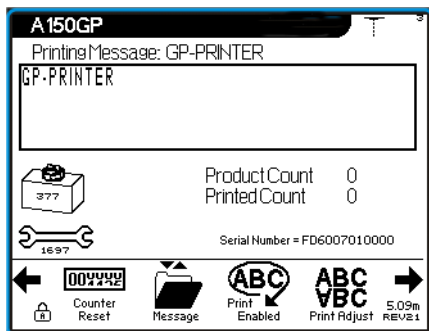 A150GP
3
Printing Message: GP-PRINTER
GP-PRINTER
Product Count 0
Printed Count 0
377
1697
Serial Number = FD6007010000
ABC
ABC
VBC
Counter Reset
Message
Print Enabled
Print Adjust
5.09m
REV21